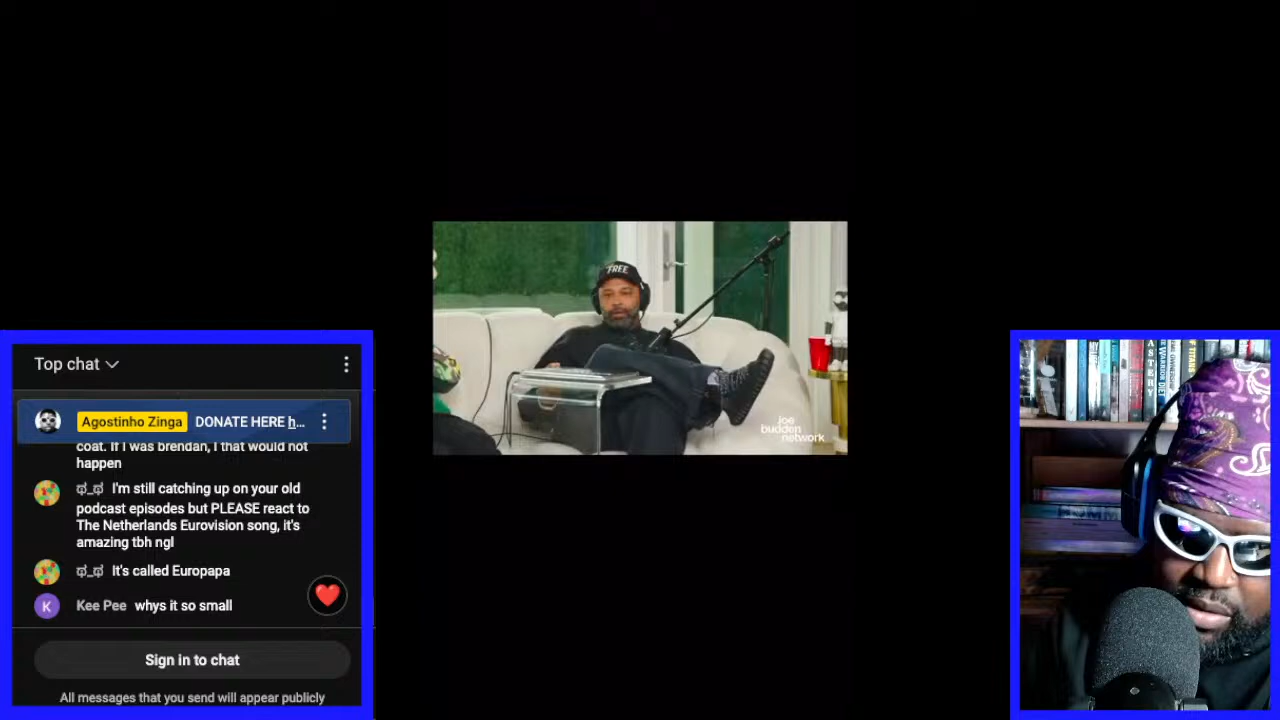 FREE
joe
budden
network
Top chat
Agostinho Zinga DONATE HERE h...
coat. If I was brendan, I that would not
happen
ಥ_ಥ I'm still catching up on your old
podcast episodes but PLEASE react to
The Netherlands Eurovision song, it's
amazing tbh ngl
ಥ_ಥ It's called Europapa
K Kee Pee whys it so small
Sign in to chat
All messages that you send will appear publicly